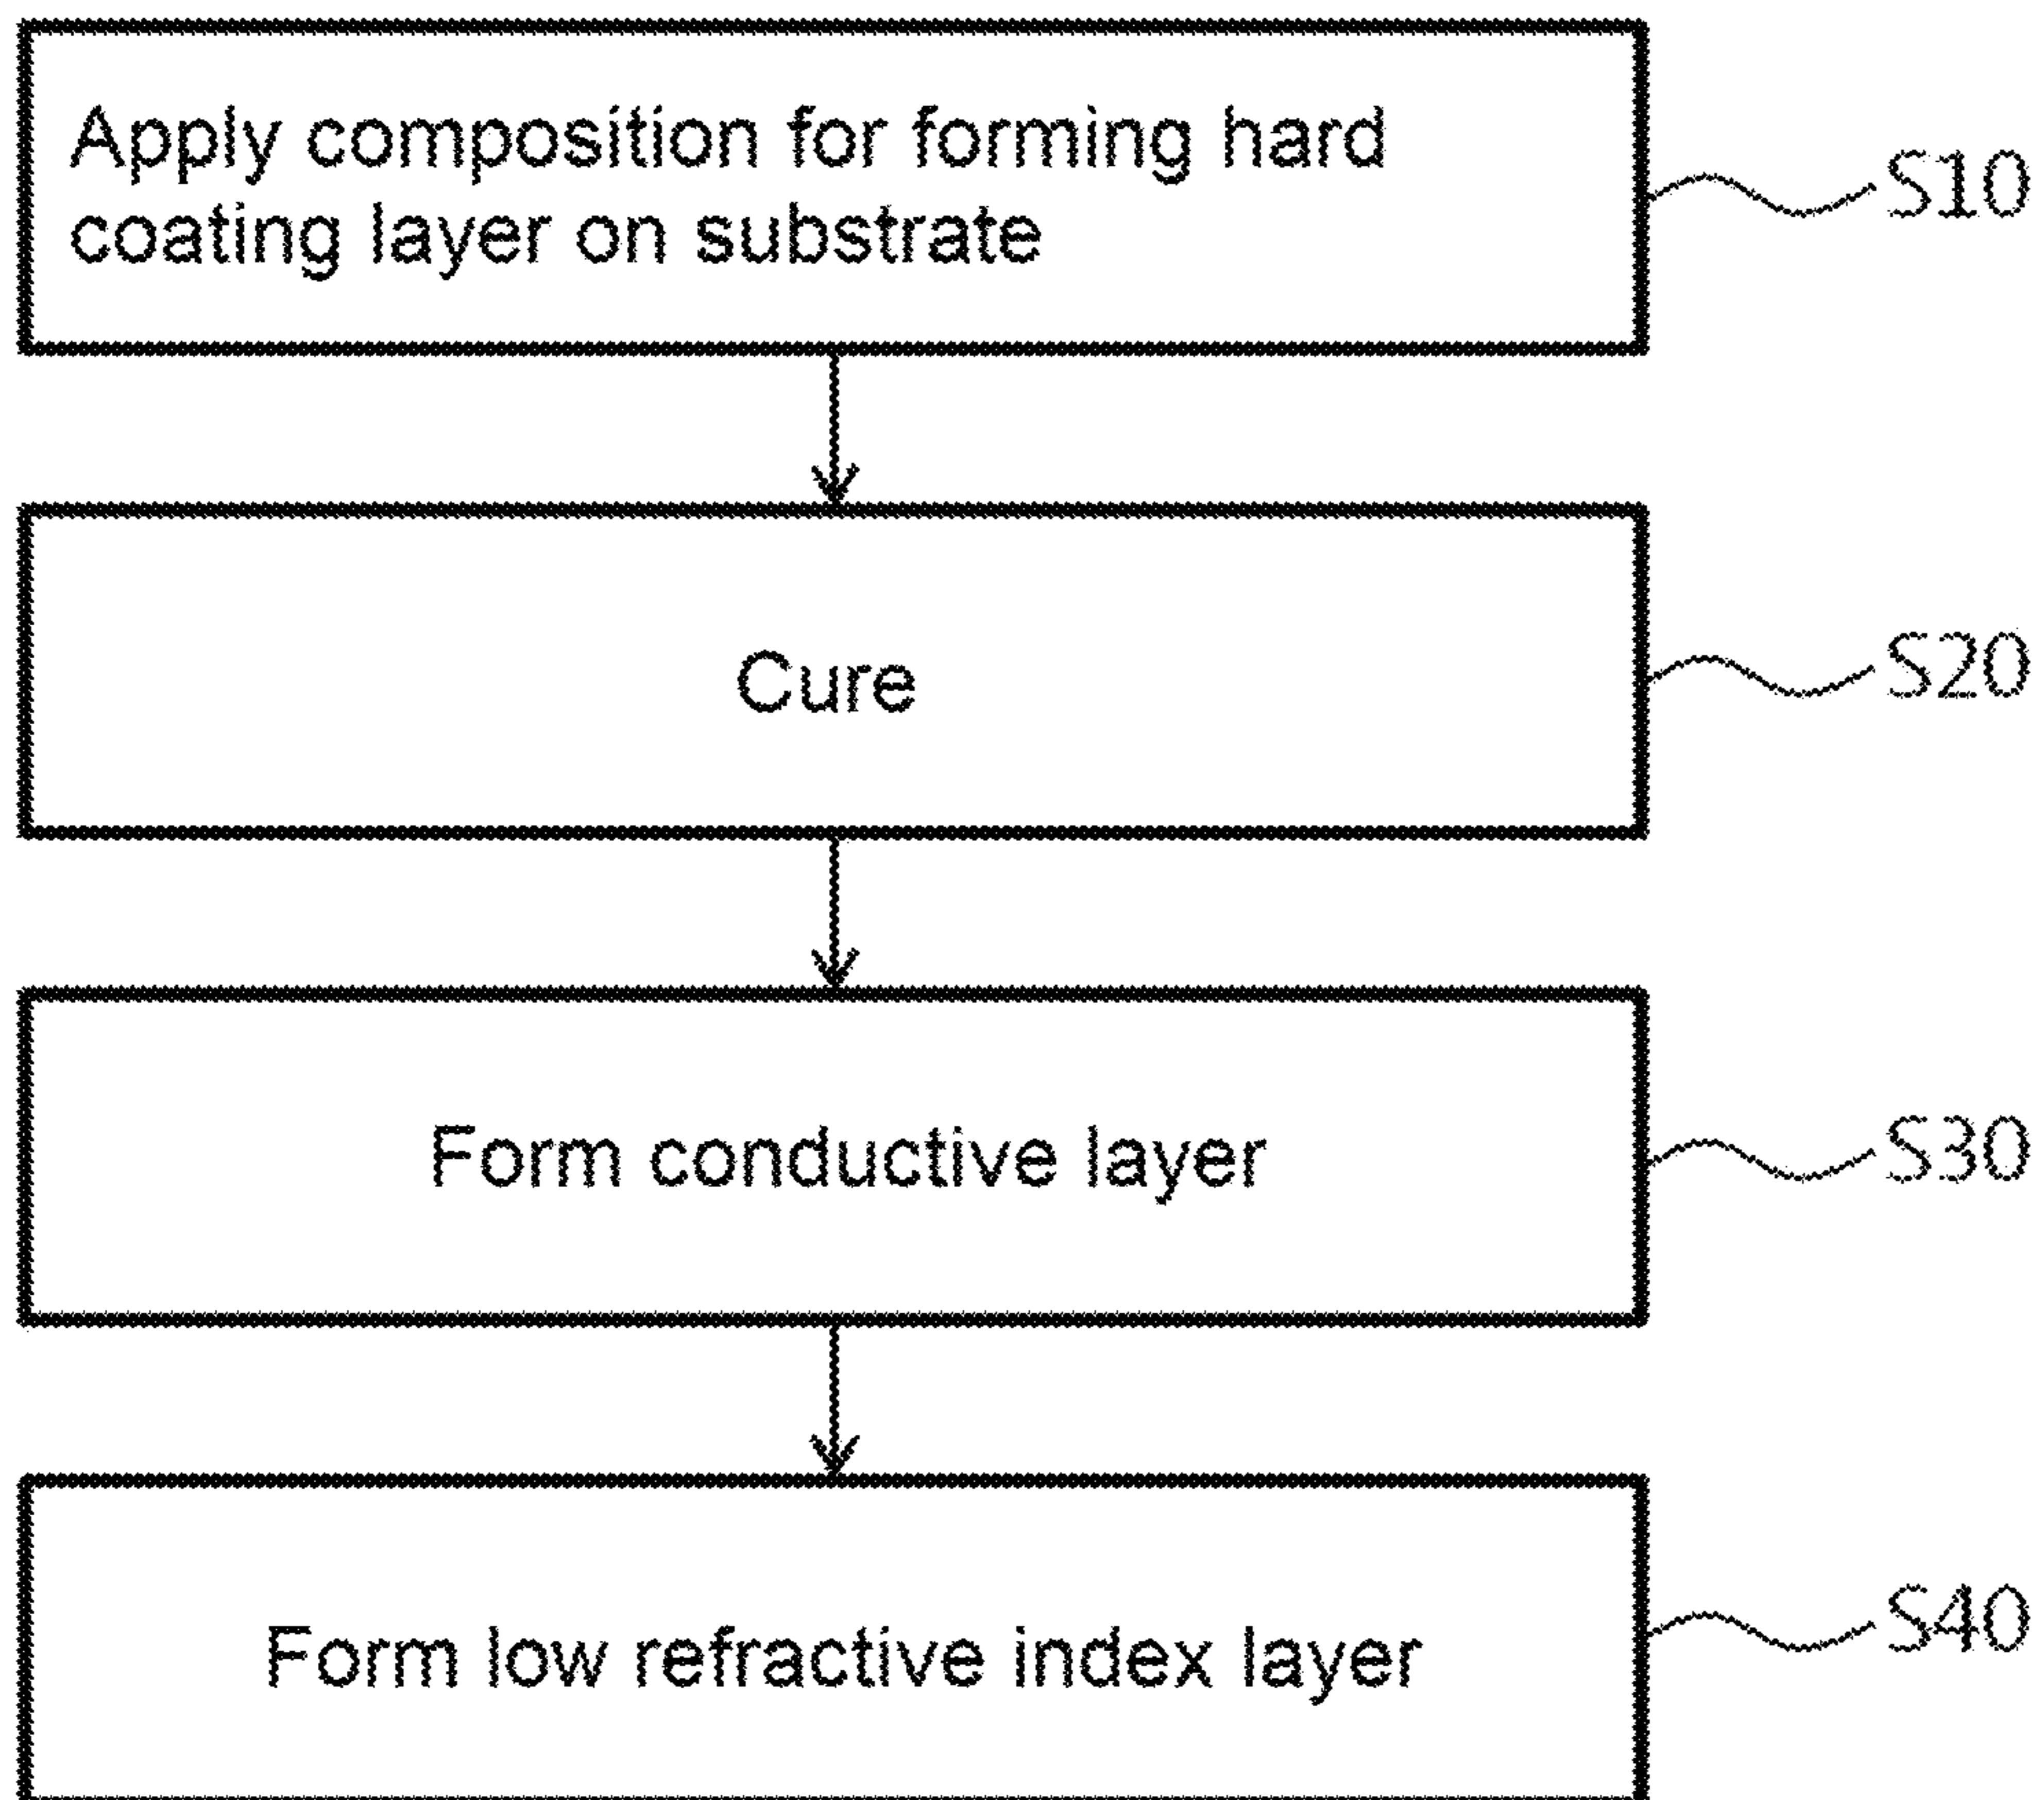 Apply composition for forming hard
coating layer on substrate
S10
Cure
S20
Form conductive layer
S30
Form low refractive index layer
S40